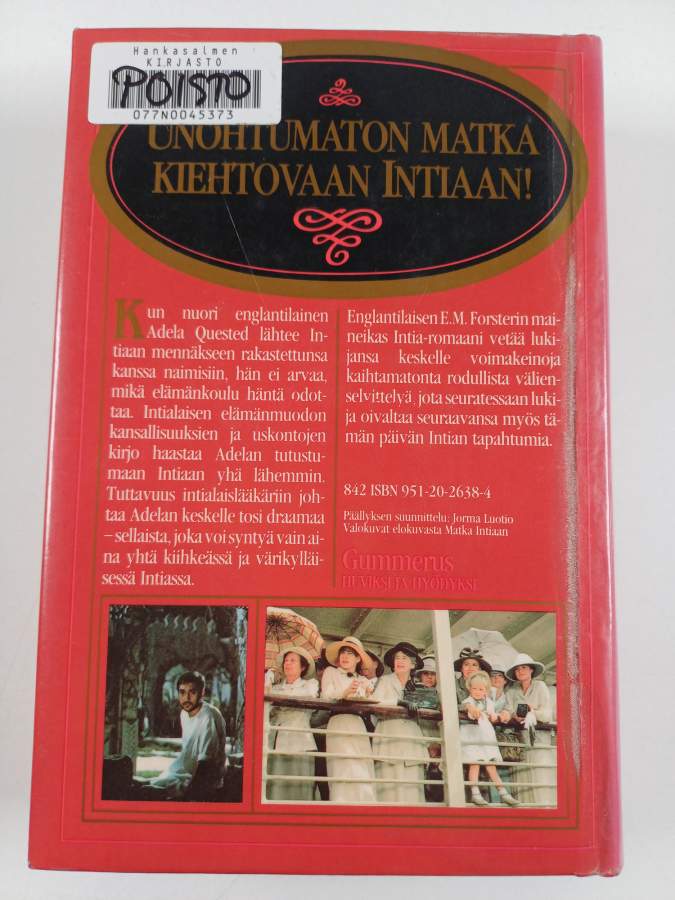 Hankasalmen
KIRJASTO
POISTO
077N0045373
UNOHTUMATON MATKA
KIEHTOVAAN INTIAAN!
Kun nuori englantilainen
Adela Quested lähtee In-
tiaan mennäkseen rakastettunsa
kanssa naimisiin, hän ei arvaa,
mikä elämänkoulu häntä odot-
taa. Intialaisen elämänmuodon
kansallisuuksien ja uskontojen
kirjo haastaa Adelan tutustu-
maan Intiaan yhä lähemmin.
Tuttavuus intialaislääkäriin joh-
taa Adelan keskelle tosi draamaa
– sellaista, joka voi syntyä vain ai-
na yhtä kiihkeässä ja värikylläi-
sessä Intiassa.
Englantilaisen E.M. Forsterin mai-
neikas Intia-romaani vetää luki-
jansa keskelle voimakeinoja
kaihtamatonta rodullista välien-
selvittelyä, jota seuratessaan luki-
ja oivaltaa seuraavansa myös tä-
män päivän Intian tapahtumia.
842 ISBN 951-20-2638-4
Päällyksen suunnittelu: Jorma Luotio
Valokuvat elokuvasta Matka Intiaan
Gummerus
HUVIKSI JA HYÖDYKSI